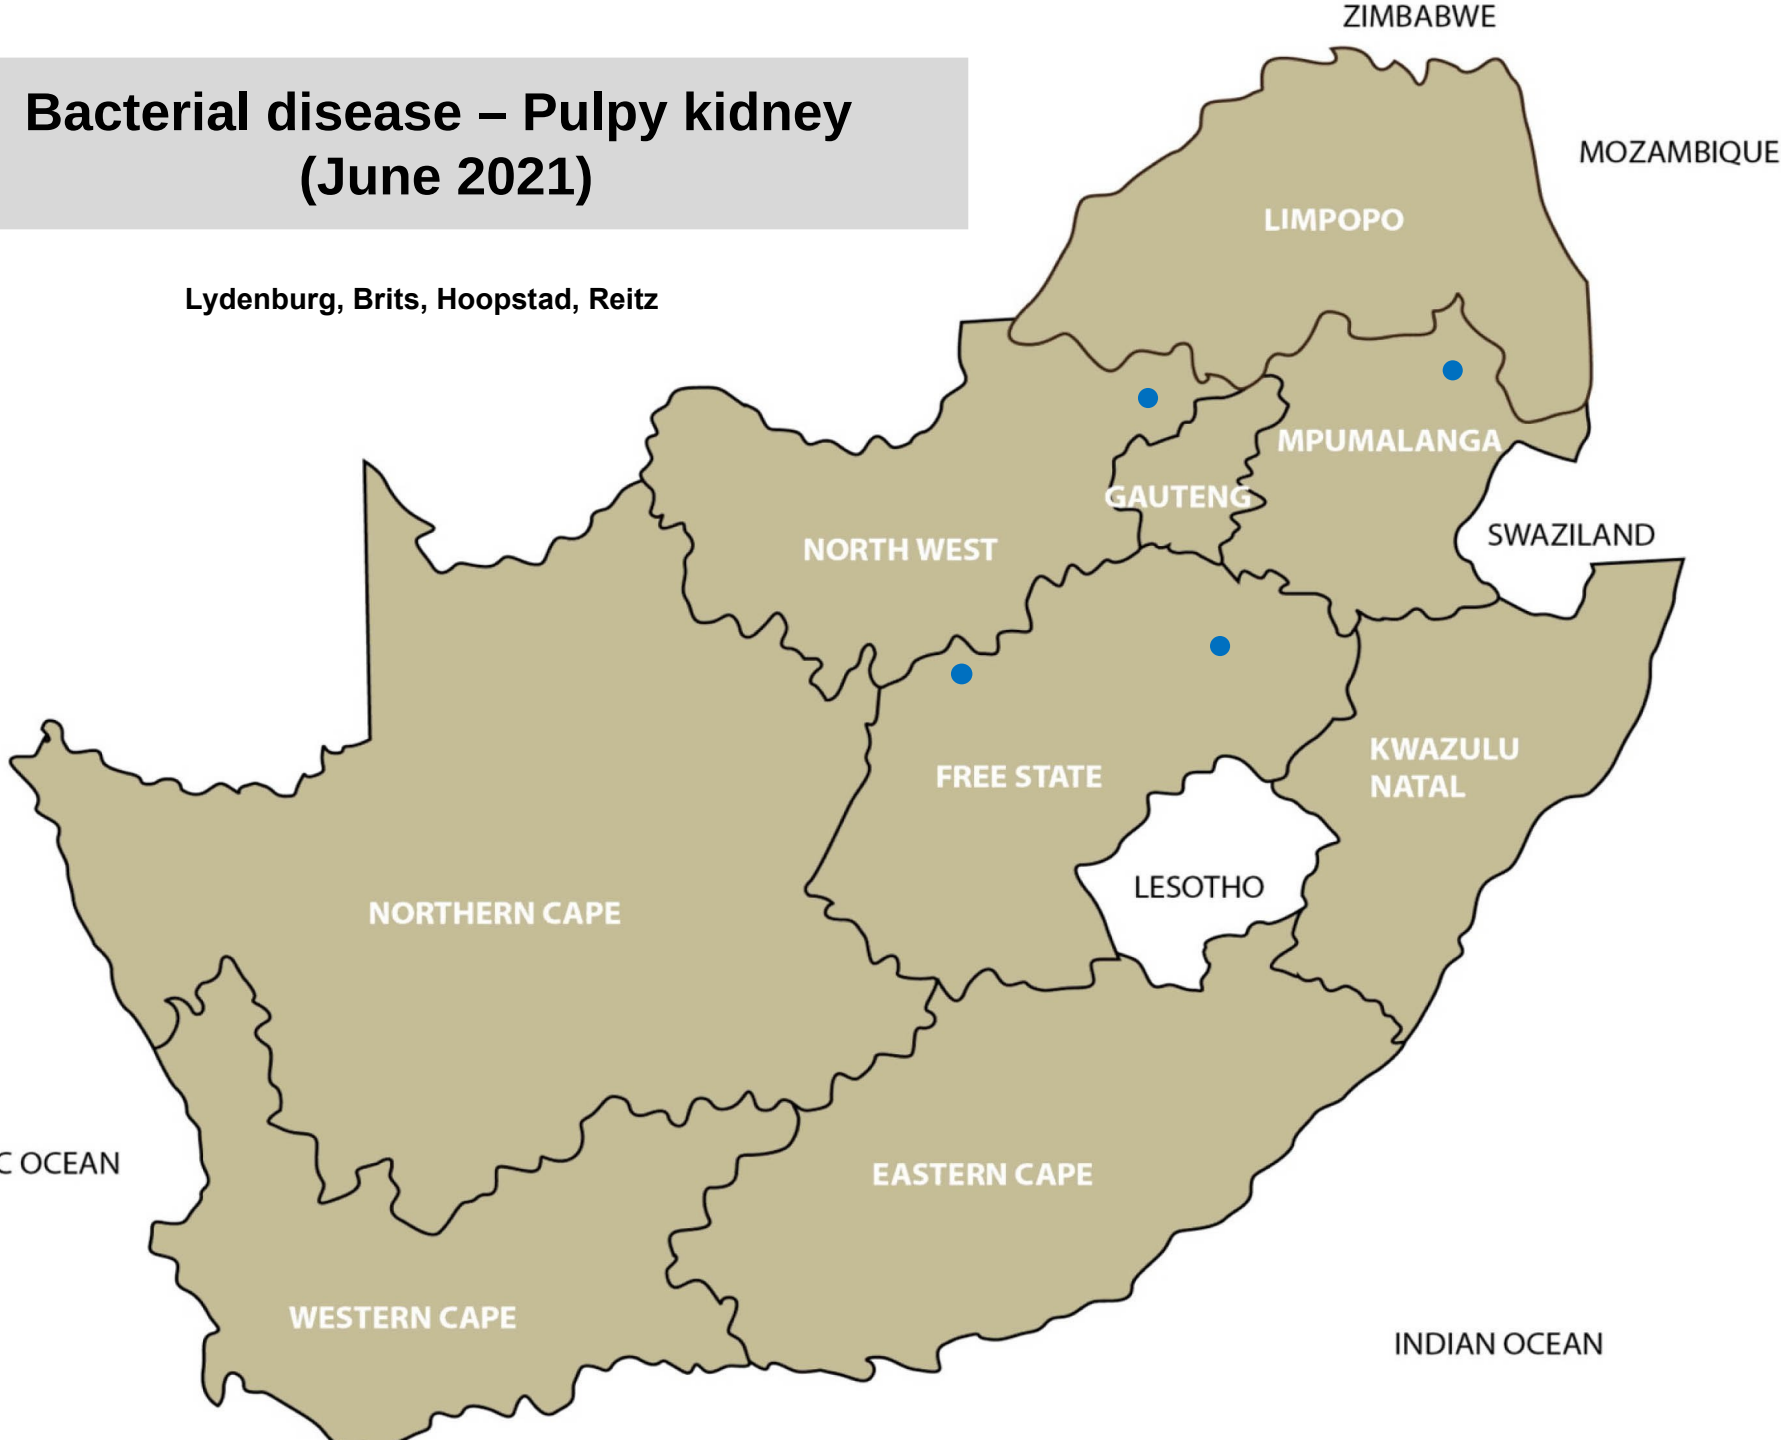 ZIMBABWE
Bacterial disease – Pulpy kidney
(June 2021)
MOZAMBIQUE
LIMPOPO
Lydenburg, Brits, Hoopstad, Reitz
MPUMALANGA
GAUTENG
SWAZILAND
NORTH WEST
KWAZULU
NATAL
FREE STATE
LESOTHO
NORTHERN CAPE
C OCEAN
EASTERN CAPE
WESTERN CAPE
INDIAN OCEAN